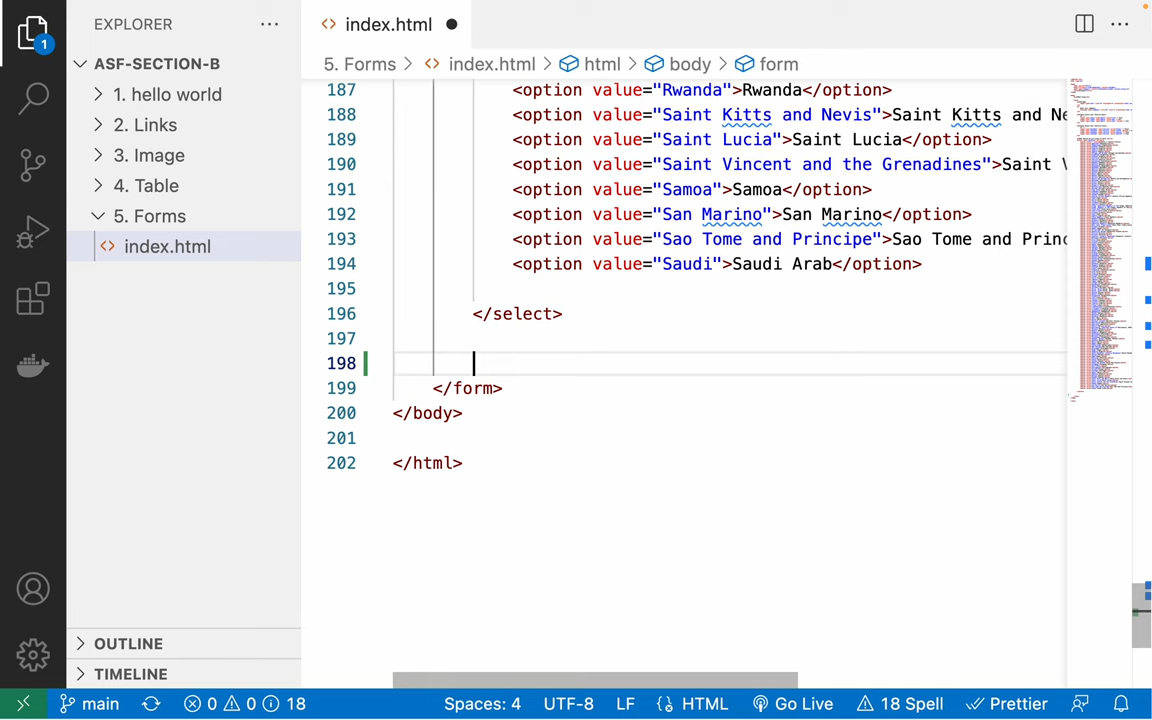 1
EXPLORER
ASF-SECTION-B
1. hello world
2. Links
3. Image
4. Table
5. Forms
<> index.html
OUTLINE
TIMELINE
<> index.html
5. Forms > <> index.html > html > body > form
187 <option value="Rwanda">Rwanda</option>
188 <option value="Saint Kitts and Nevis">Saint Kitts and Ne
189 <option value="Saint Lucia">Saint Lucia</option>
190 <option value="Saint Vincent and the Grenadines">Saint V
191 <option value="Samoa">Samoa</option>
192 <option value="San Marino">San Marino</option>
193 <option value="Sao Tome and Principe">Sao Tome and Princ
194 <option value="Saudi">Saudi Arab</option>
195
196 </select>
197
198
199 </form>
200 </body>
201
202 </html>
main 0 0 18 Spaces: 4 UTF-8 LF HTML Go Live 18 Spell Prettier